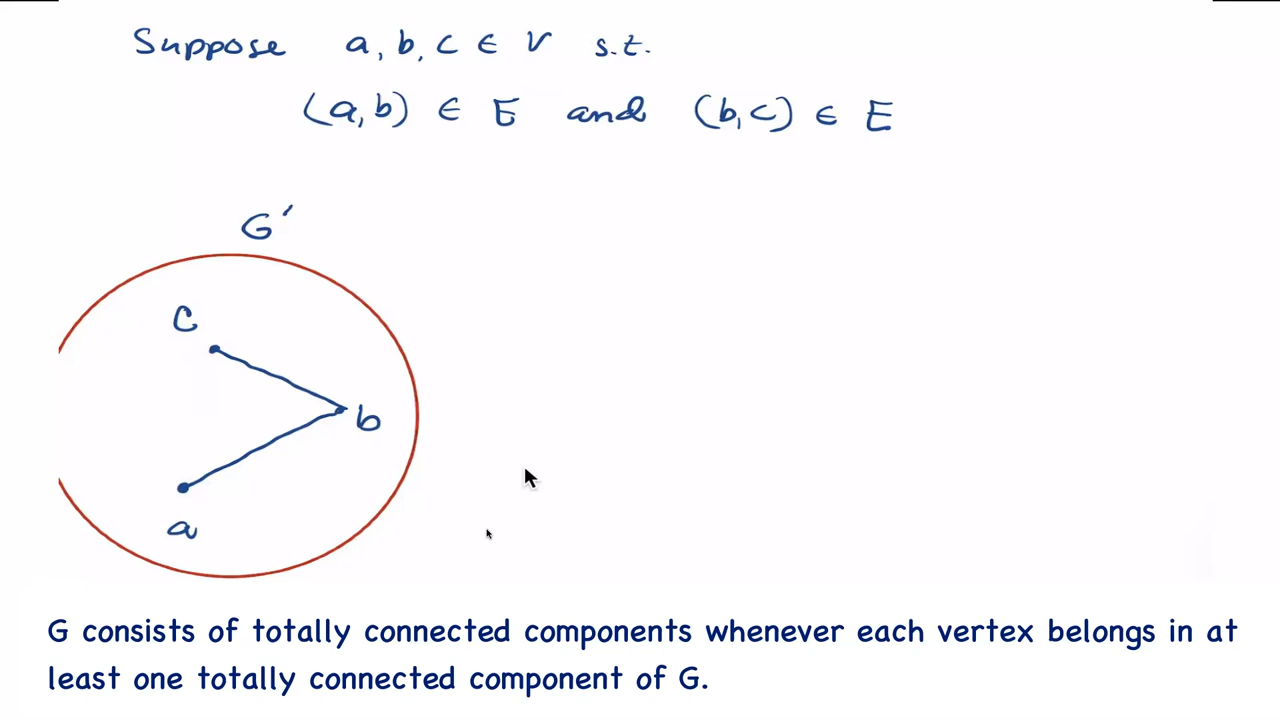 Suppose a, b, c ∈ V s.t.
(a, b) ∈ E and (b, c) ∈ E
G'
c
b
a
G consists of totally connected components whenever each vertex belongs in at
least one totally connected component of G.